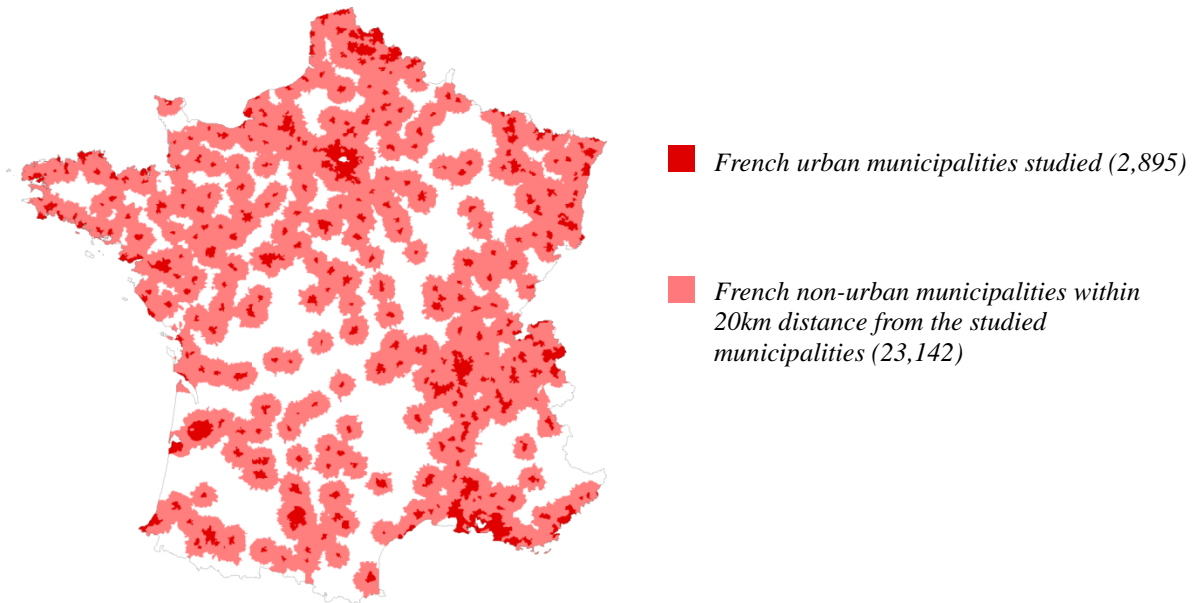 French urban municipalities studied (2,895)
French non-urban municipalities within
20km distance from the studied
municipalities (23,142)